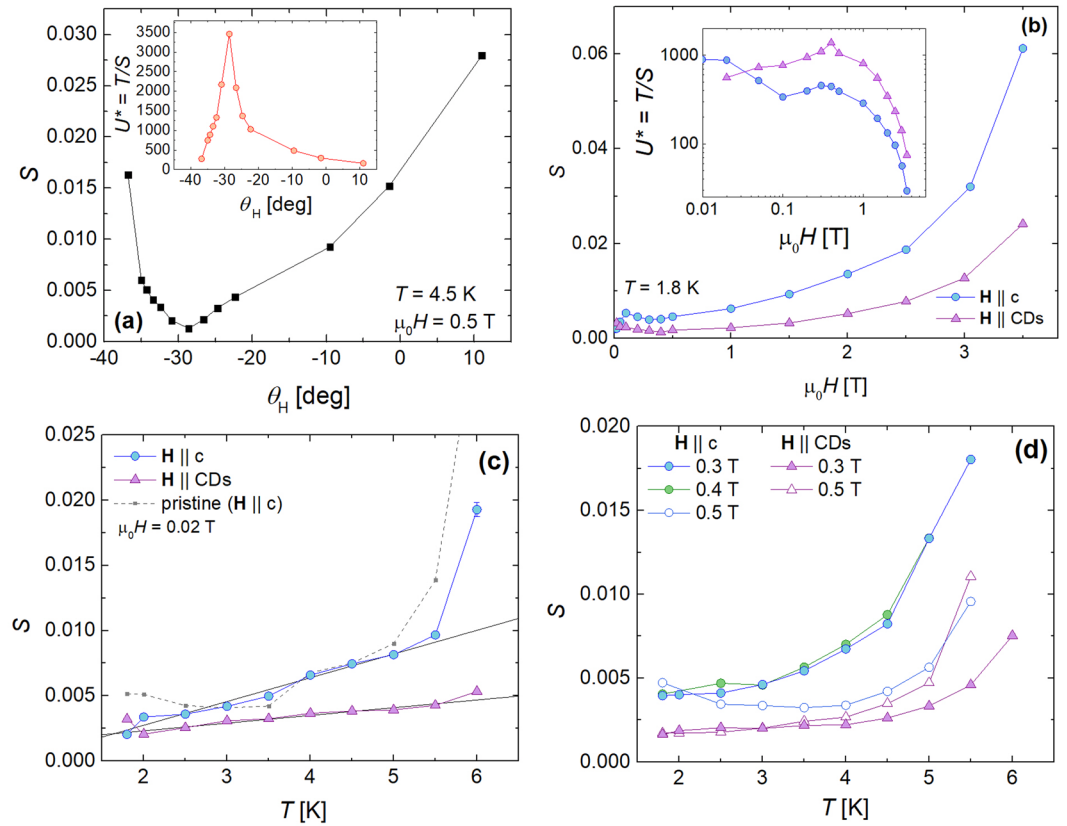 0.030
0.025
0.020
0.015
0.010
0.005
0.000
S
-40
-30
-20
-10
0
10
θH [deg]
(a)
T = 4.5 K
μ0H = 0.5 T
3500
3000
2500
2000
1500
1000
500
0
U* = T/S
-40 -30 -20 -10 0 10
θH [deg]
(b)
0.06
0.04
0.02
0.00
S
0
1
2
3
μ0H [T]
T = 1.8 K
H || c
H || CDs
1000
100
U* = T/S
0.01
0.1
1
μ0H [T]
(c)
0.025
0.020
0.015
0.010
0.005
0.000
S
2
3
4
5
6
T [K]
H || c
H || CDs
pristine (H || c)
μ0H = 0.02 T
(d)
0.020
0.015
0.010
0.005
0.000
S
2
3
4
5
6
T [K]
H || c
0.3 T
0.4 T
0.5 T
H || CDs
0.3 T
0.5 T